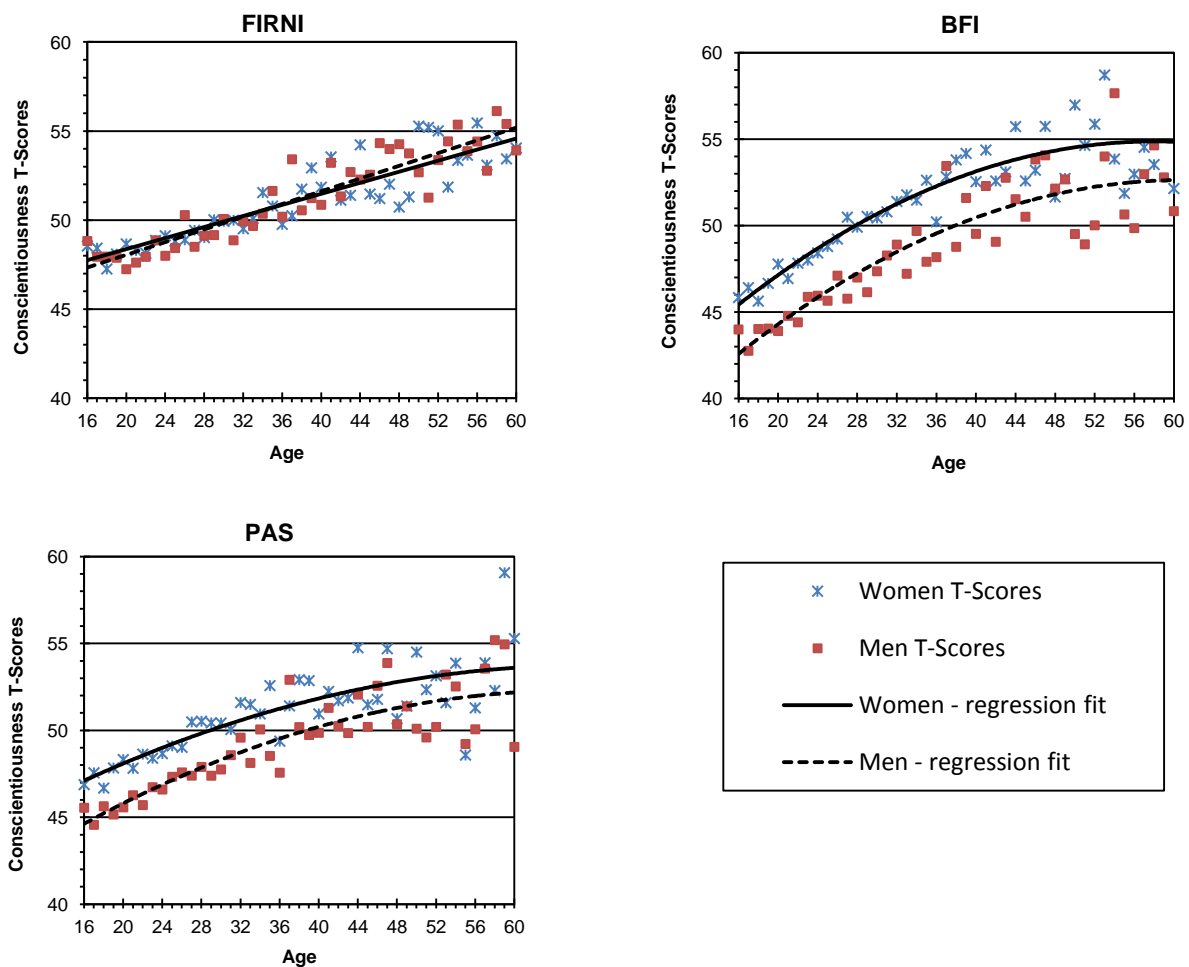 FIRNI
60
55
50
45
40
Conscientiousness T-Scores
16 20 24 28 32 36 40 44 48 52 56 60
Age
BFI
60
55
50
45
40
Conscientiousness T-Scores
16 20 24 28 32 36 40 44 48 52 56 60
Age
PAS
60
55
50
45
40
Conscientiousness T-Scores
16 20 24 28 32 36 40 44 48 52 56 60
Age
Women T-Scores
Men T-Scores
Women - regression fit
Men - regression fit